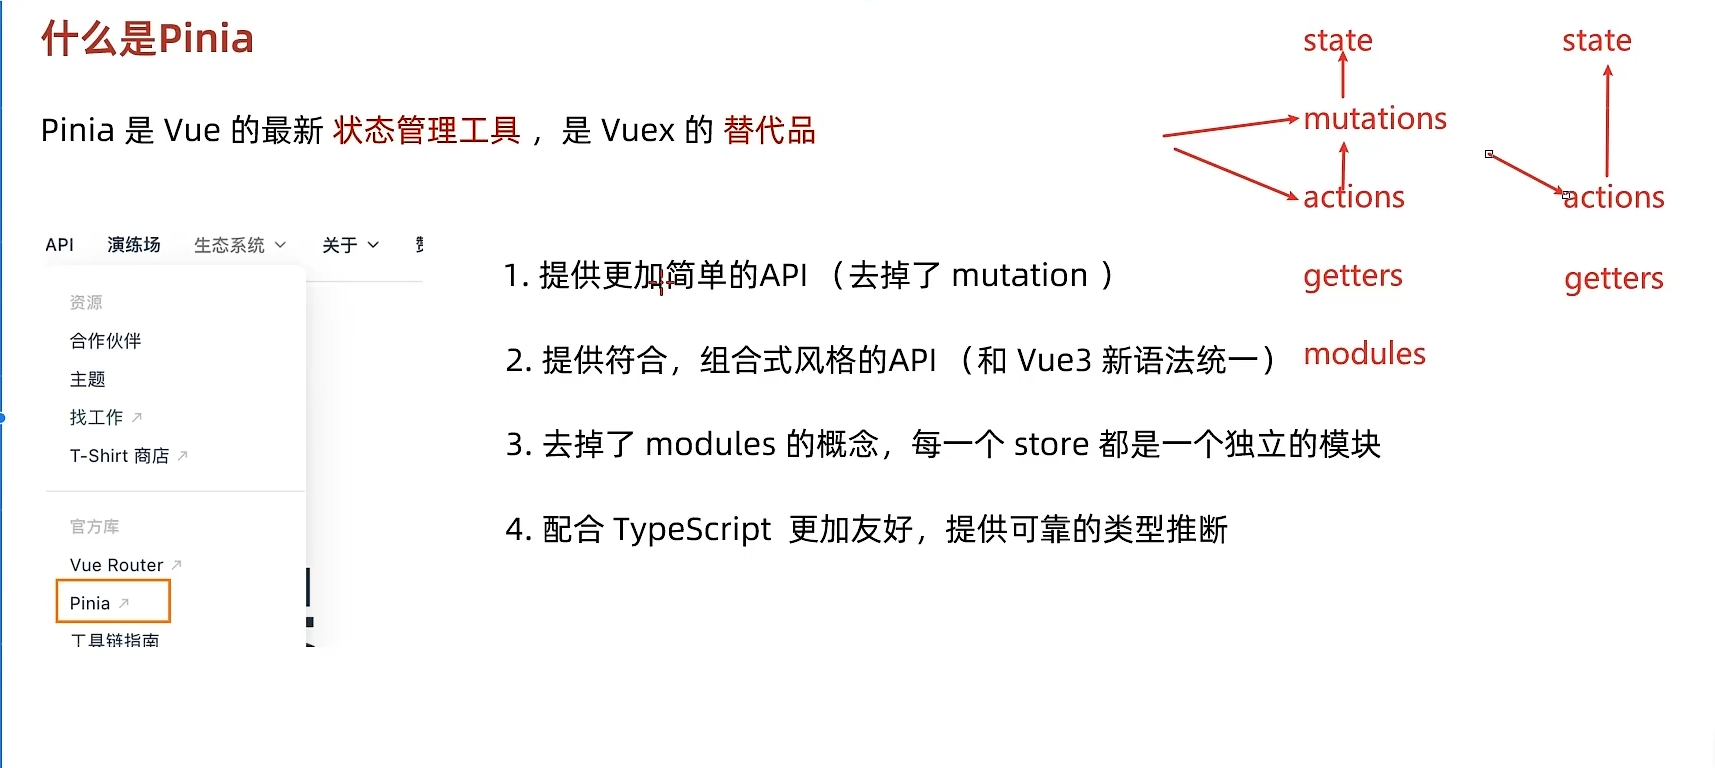 什么是Pinia
Pinia 是 Vue 的最新 状态管理工具 ，是 Vuex 的 替代品
API 演练场 生态系统 关于
资源
合作伙伴
主题
找工作
T-Shirt 商店
官方库
Vue Router
Pinia
工具链指南
1. 提供更加简单的API （去掉了 mutation ）
2. 提供符合，组合式风格的API （和 Vue3 新语法统一）
3. 去掉了 modules 的概念，每一个 store 都是一个独立的模块
4. 配合 TypeScript 更加友好，提供可靠的类型推断
state
mutations
actions
getters
modules
state
actions
getters